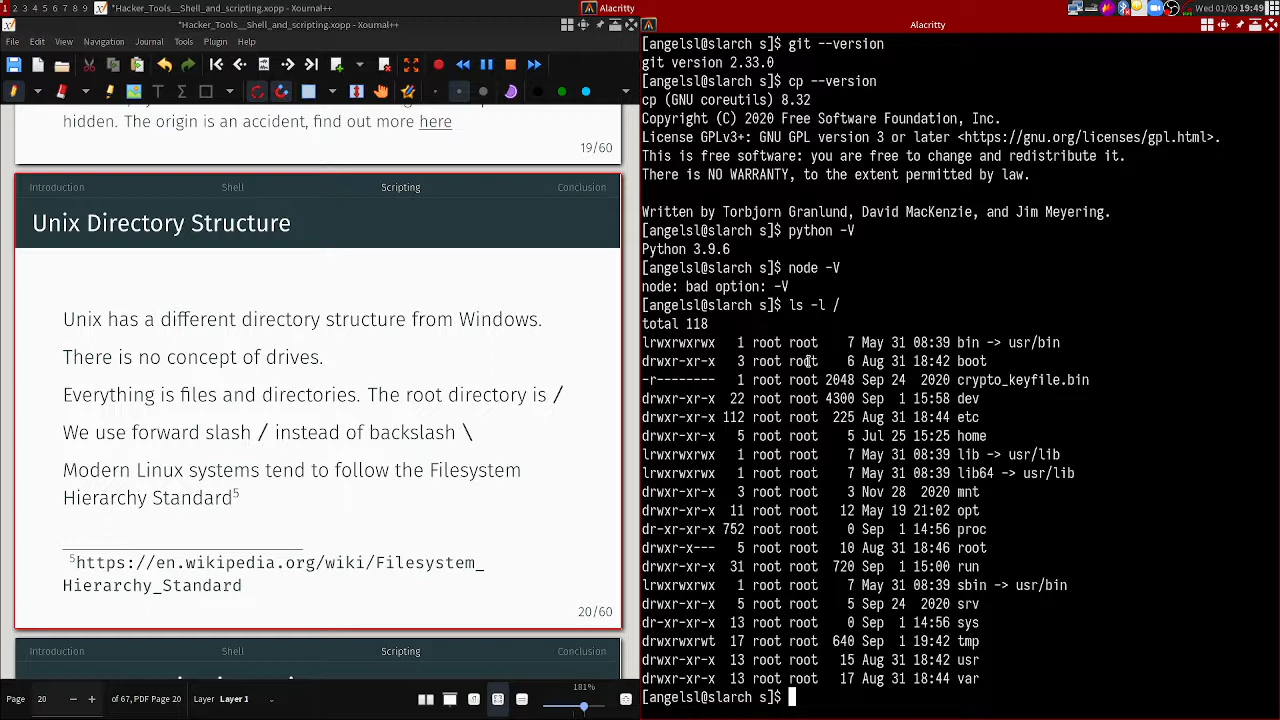 1 2 3 4 5 6 7 8 9 *Hacker_Tools__Shell_and_scripting.xopp - Xournal++
Alacritty
Wed 01/09 19:49
*Hacker_Tools__Shell_and_scripting.xopp - Xournal++
File Edit View Navigation Journal Tools Plugin Help
hidden. The origin is an accident, find out more here
19/60
Introduction Shell Scripting Conclusion
Unix Directory Structure
Unix has a different directory structure from Windows.
There is no concept of drives.
Everything is files and directories. The root directory is /
We use forward slash / instead of backslash \
Modern Linux systems tend to follow the Filesystem
Hierarchy Standard5
5https://en.wikipedia.org/wiki/Filesystem_
Hierarchy_Standard
20/60
Introduction Shell Scripting Conclusion
Page 20 of 67, PDF Page 20 Layer Layer 1 181%
Alacritty
[angelsl@slarch s]$ git --version
git version 2.33.0
[angelsl@slarch s]$ cp --version
cp (GNU coreutils) 8.32
Copyright (C) 2020 Free Software Foundation, Inc.
License GPLv3+: GNU GPL version 3 or later <https://gnu.org/licenses/gpl.html>.
This is free software: you are free to change and redistribute it.
There is NO WARRANTY, to the extent permitted by law.
Written by Torbjorn Granlund, David MacKenzie, and Jim Meyering.
[angelsl@slarch s]$ python -V
Python 3.9.6
[angelsl@slarch s]$ node -V
node: bad option: -V
[angelsl@slarch s]$ ls -l /
total 118
lrwxrwxrwx 1 root root 7 May 31 08:39 bin -> usr/bin
drwxr-xr-x 3 root root 6 Aug 31 18:42 boot
-r-------- 1 root root 2048 Sep 24 2020 crypto_keyfile.bin
drwxr-xr-x 22 root root 4300 Sep 1 15:58 dev
drwxr-xr-x 112 root root 225 Aug 31 18:44 etc
drwxr-xr-x 5 root root 5 Jul 25 15:25 home
lrwxrwxrwx 1 root root 7 May 31 08:39 lib -> usr/lib
lrwxrwxrwx 1 root root 7 May 31 08:39 lib64 -> usr/lib
drwxr-xr-x 3 root root 3 Nov 28 2020 mnt
drwxr-xr-x 11 root root 12 May 19 21:02 opt
dr-xr-xr-x 752 root root 0 Sep 1 14:56 proc
drwxr-x--- 5 root root 10 Aug 31 18:46 root
drwxr-xr-x 31 root root 720 Sep 1 15:00 run
lrwxrwxrwx 1 root root 7 May 31 08:39 sbin -> usr/bin
drwxr-xr-x 5 root root 5 Sep 24 2020 srv
dr-xr-xr-x 13 root root 0 Sep 1 14:56 sys
drwxrwxrwt 17 root root 640 Sep 1 19:42 tmp
drwxr-xr-x 13 root root 15 Aug 31 18:42 usr
drwxr-xr-x 13 root root 17 Aug 31 18:44 var
[angelsl@slarch s]$